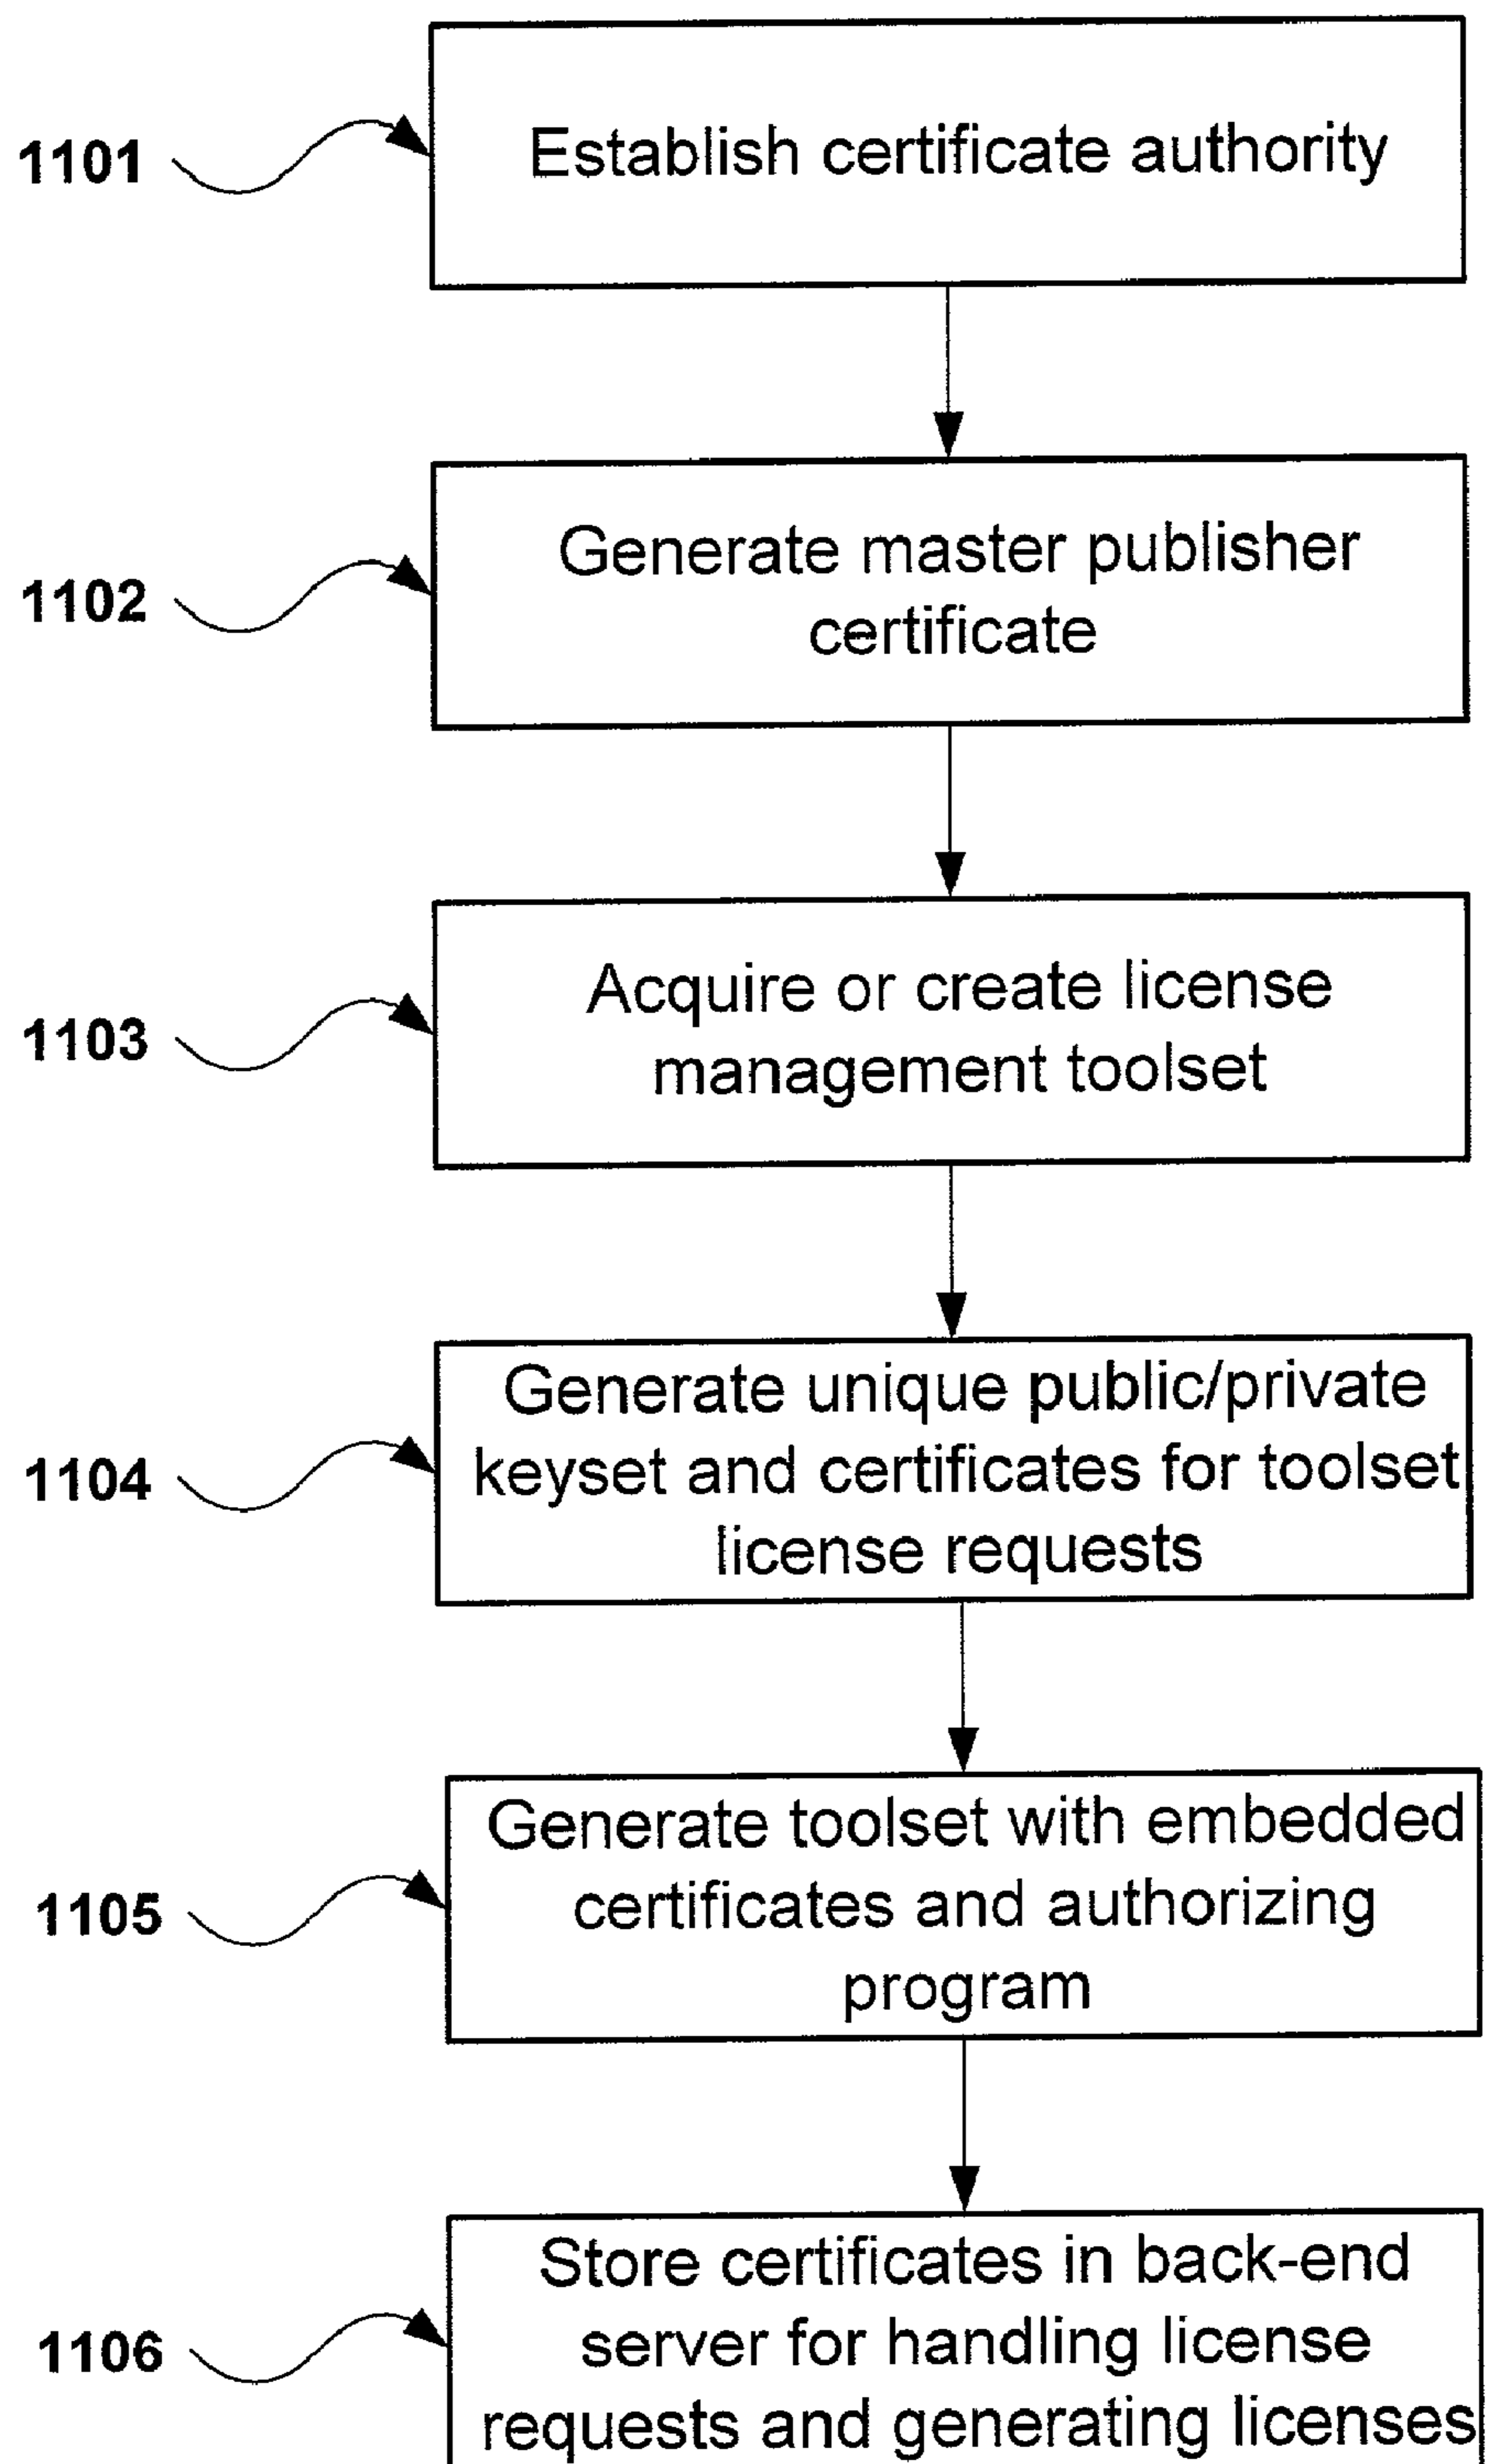 1101
Establish certificate authority
1102
Generate master publisher
certificate
1103
Acquire or create license
management toolset
1104
Generate unique public/private
keyset and certificates for toolset
license requests
1105
Generate toolset with embedded
certificates and authorizing
program
1106
Store certificates in back-end
server for handling license
requests and generating licenses